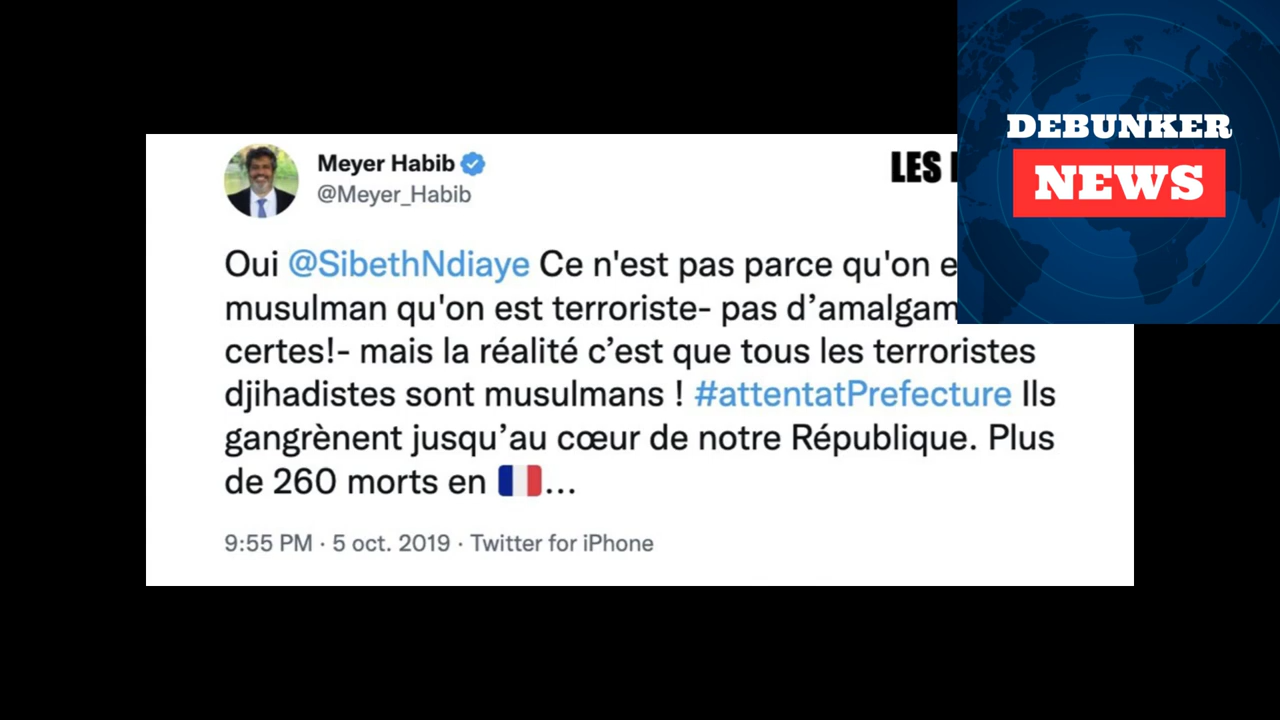 Meyer Habib
@Meyer_Habib
LES
DEBUNKER
NEWS
Oui @SibethNdiaye Ce n'est pas parce qu'on
musulman qu'on est terroriste- pas d’amalgam
certes!- mais la réalité c’est que tous les terroristes
djihadistes sont musulmans ! #attentatPrefecture Ils
gangrènent jusqu’au cœur de notre République. Plus
de 260 morts en 🇫🇷...
9:55 PM · 5 oct. 2019 · Twitter for iPhone